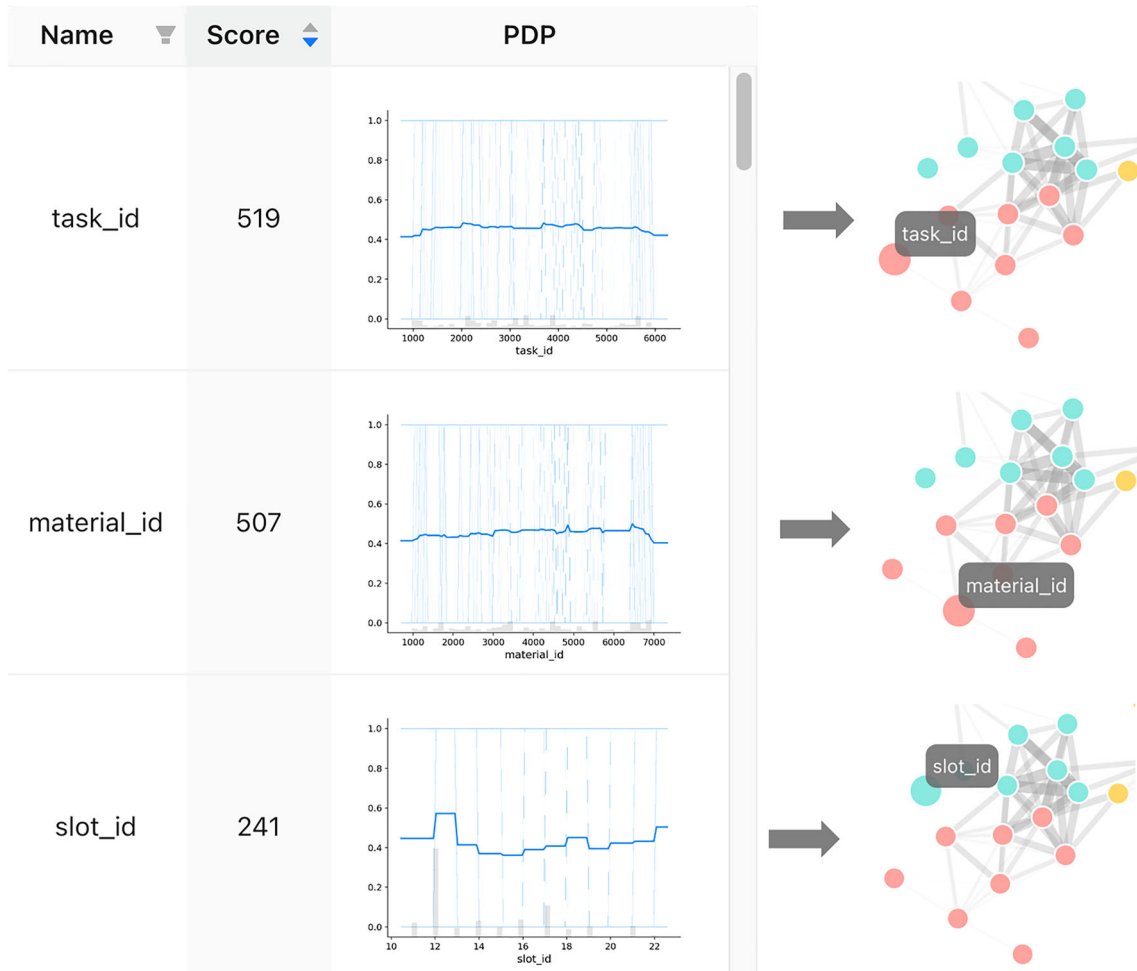 Name Score PDP
task_id 519
1.0
0.8
0.6
0.4
0.2
0.0
1000 2000 3000 4000 5000 6000
task_id
task_id
material_id 507
1.0
0.8
0.6
0.4
0.2
0.0
1000 2000 3000 4000 5000 6000 7000
material_id
material_id
slot_id 241
1.0
0.8
0.6
0.4
0.2
0.0
10 12 14 16 18 20 22
slot_id
slot_id